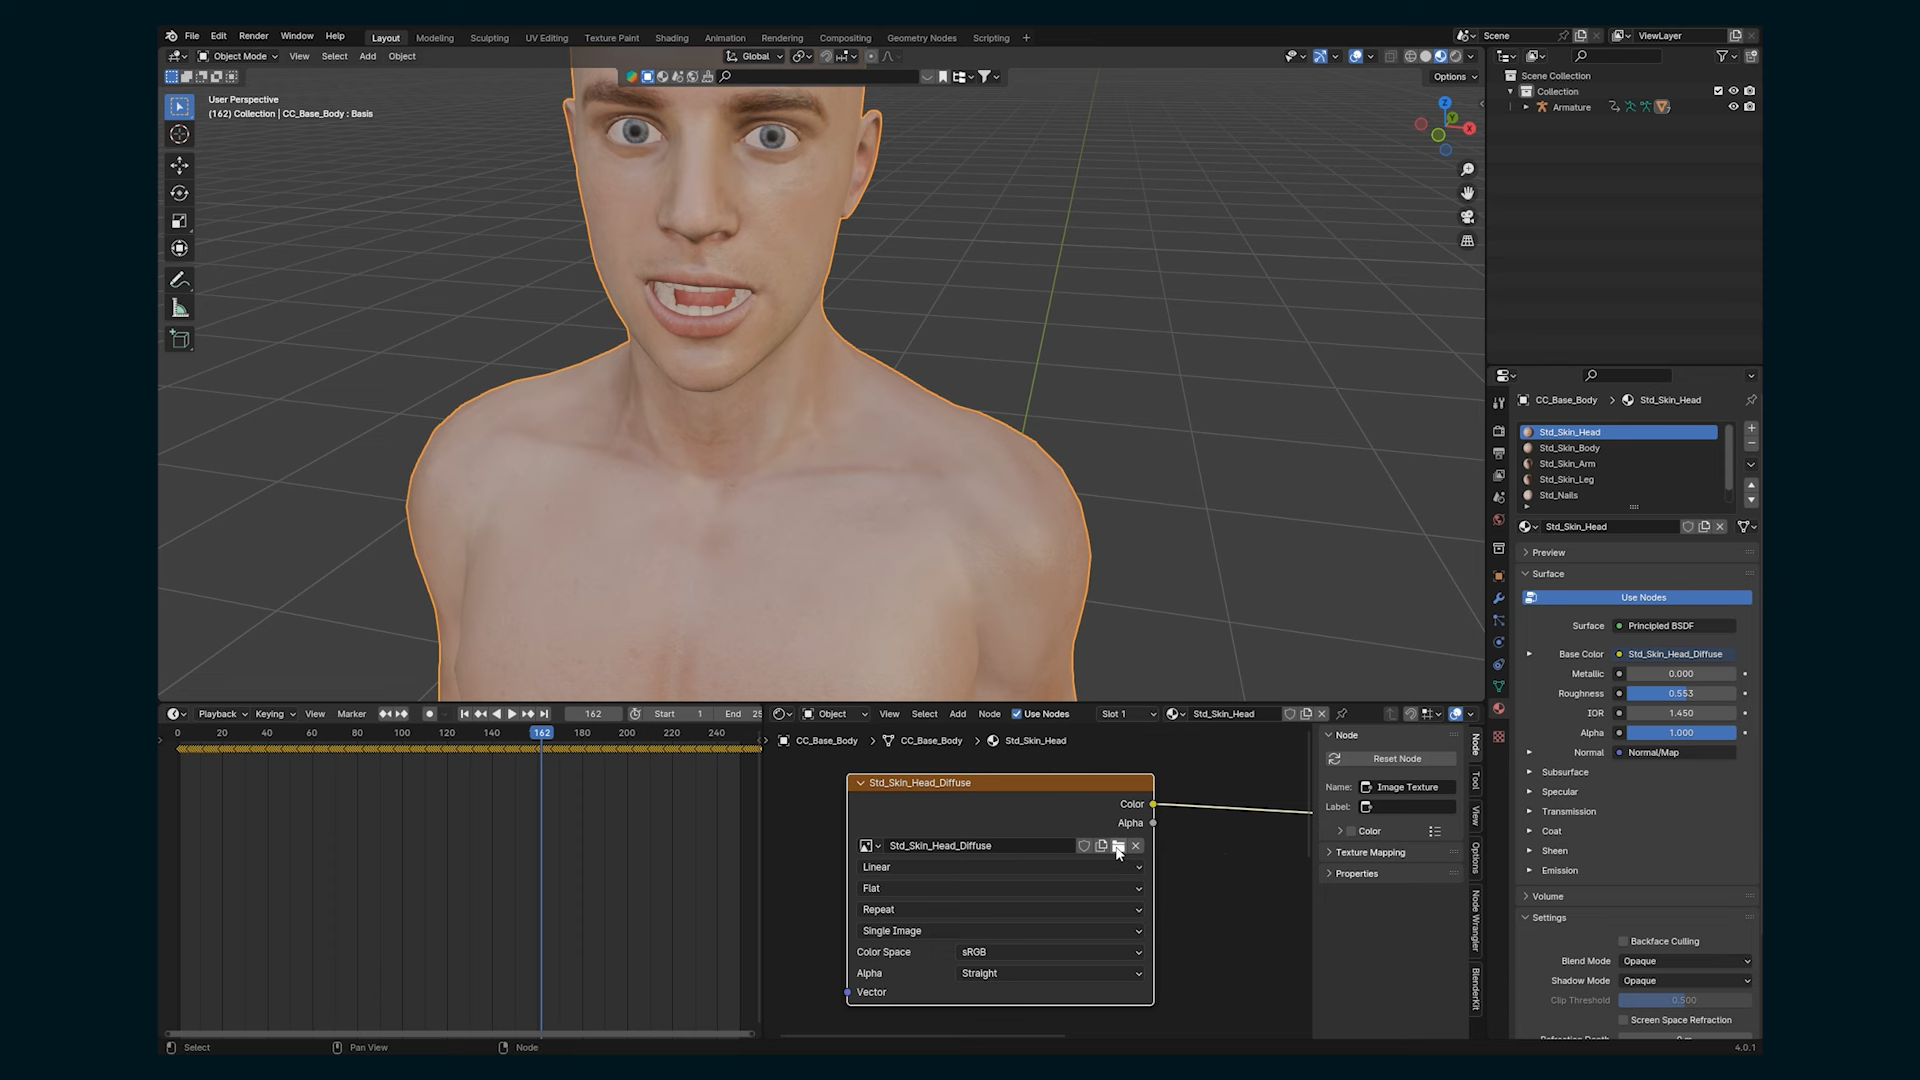 File Edit Render Window Help Layout Modeling Sculpting UV Editing Texture Paint Shading Animation Rendering Compositing Geometry Nodes Scripting +
Scene
ViewLayer
Object Mode View Select Add Object
Global
Options
User Perspective
(162) Collection | CC_Base_Body : Basis
Z
Y
X
Scene Collection
Collection
Armature
CC_Base_Body > Std_Skin_Head
Std_Skin_Head
Std_Skin_Body
Std_Skin_Arm
Std_Skin_Leg
Std_Nails
Std_Skin_Head
Preview
Surface
Use Nodes
Surface Principled BSDF
Base Color Std_Skin_Head_Diffuse
Metallic 0.000
Roughness 0.553
IOR 1.450
Alpha 1.000
Normal Normal/Map
Subsurface
Specular
Transmission
Coat
Sheen
Emission
Volume
Settings
Backface Culling
Blend Mode Opaque
Shadow Mode Opaque
Clip Threshold 0.500
Screen Space Refraction
Playback Keying View Marker
162
Start 1
End 25
0 20 40 60 80 100 120 140 162 180 200 220 240
Object View Select Add Node Use Nodes Slot 1 Std_Skin_Head
CC_Base_Body > CC_Base_Body > Std_Skin_Head
Std_Skin_Head_Diffuse
Color
Alpha
Std_Skin_Head_Diffuse
Linear
Flat
Repeat
Single Image
Color Space sRGB
Alpha Straight
Vector
Node
Reset Node
Name: Image Texture
Label:
Color
Texture Mapping
Properties
Node
Tool
View
Options
Node Wrangler
BlenderKit
Select
Pan View
Node
4.0.1